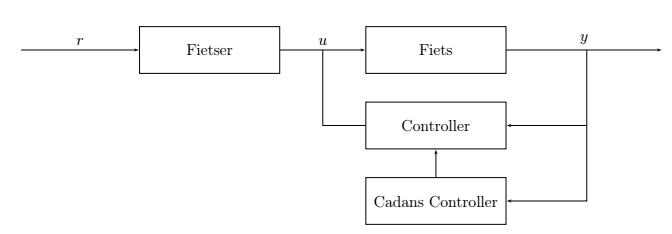 r
Fietser
u
Fiets
y
Controller
Cadans Controller